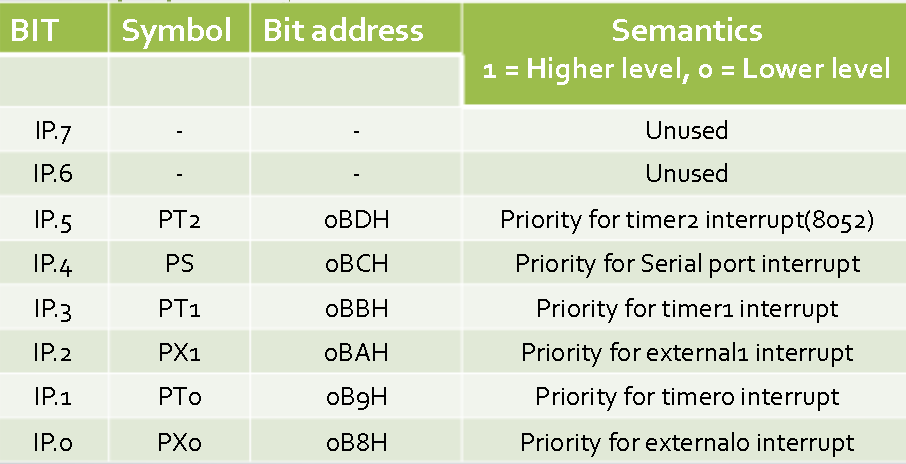 BIT Symbol Bit address Semantics
1 = Higher level, 0 = Lower level
IP.7 - - Unused
IP.6 - - Unused
IP.5 PT2 0BDH Priority for timer2 interrupt(8052)
IP.4 PS 0BCH Priority for Serial port interrupt
IP.3 PT1 0BBH Priority for timer1 interrupt
IP.2 PX1 0BAH Priority for external1 interrupt
IP.1 PT0 0B9H Priority for timer0 interrupt
IP.0 PX0 0B8H Priority for external0 interrupt